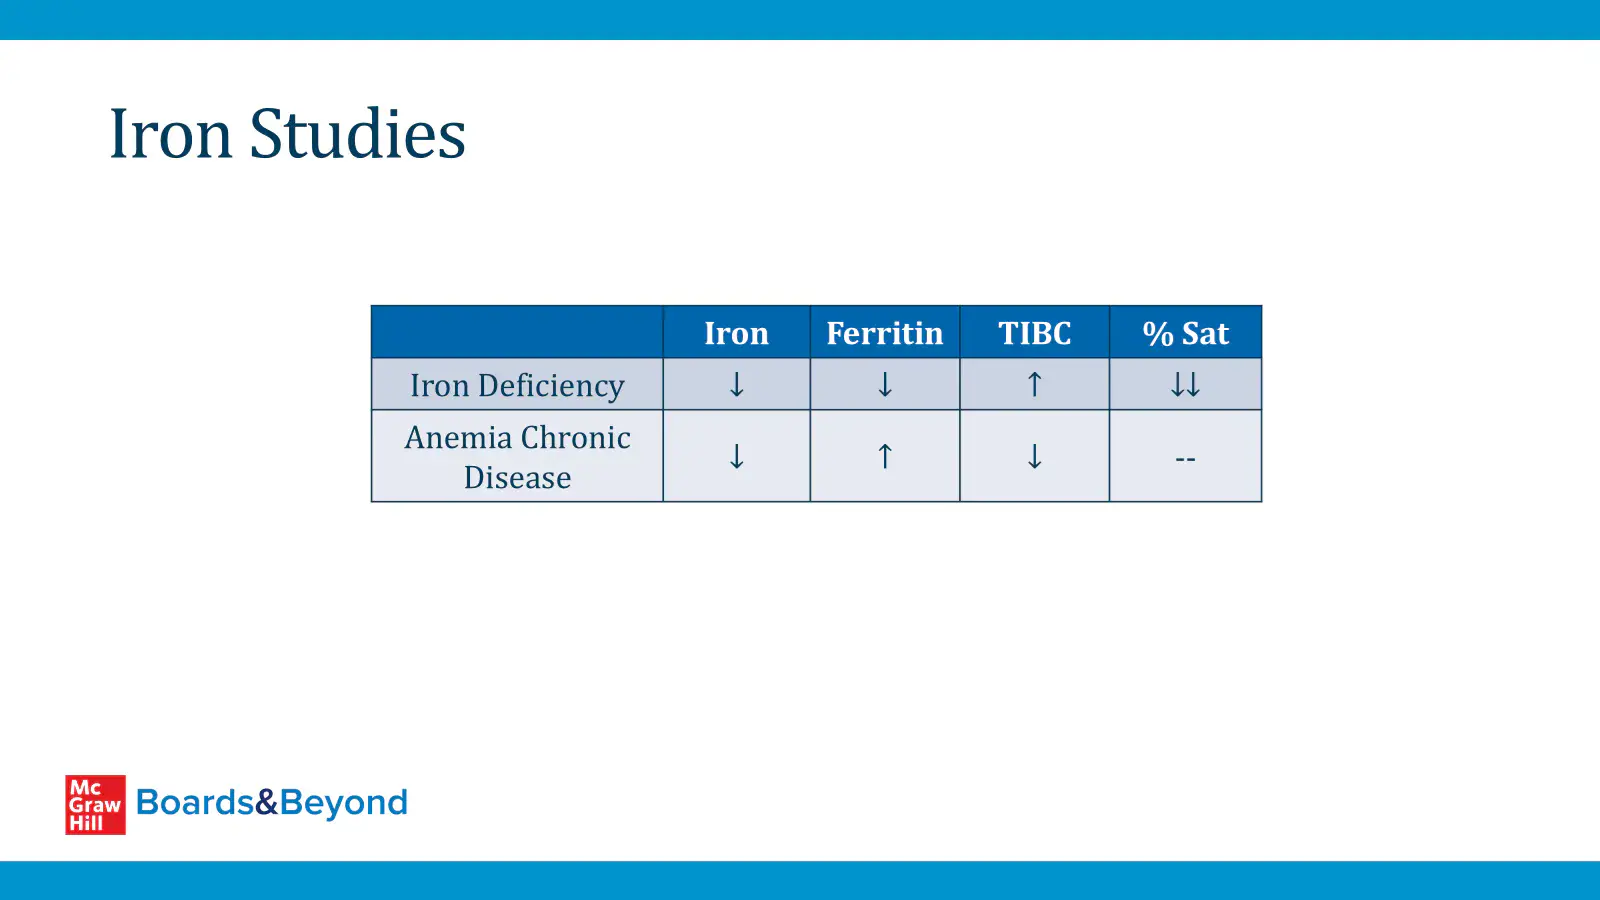 Iron Studies
Iron Ferritin TIBC % Sat
Iron Deficiency ↓ ↓ ↑ ↓↓
Anemia Chronic
Disease ↓ ↑ ↓ --
Mc
Graw
Hill
Boards&Beyond